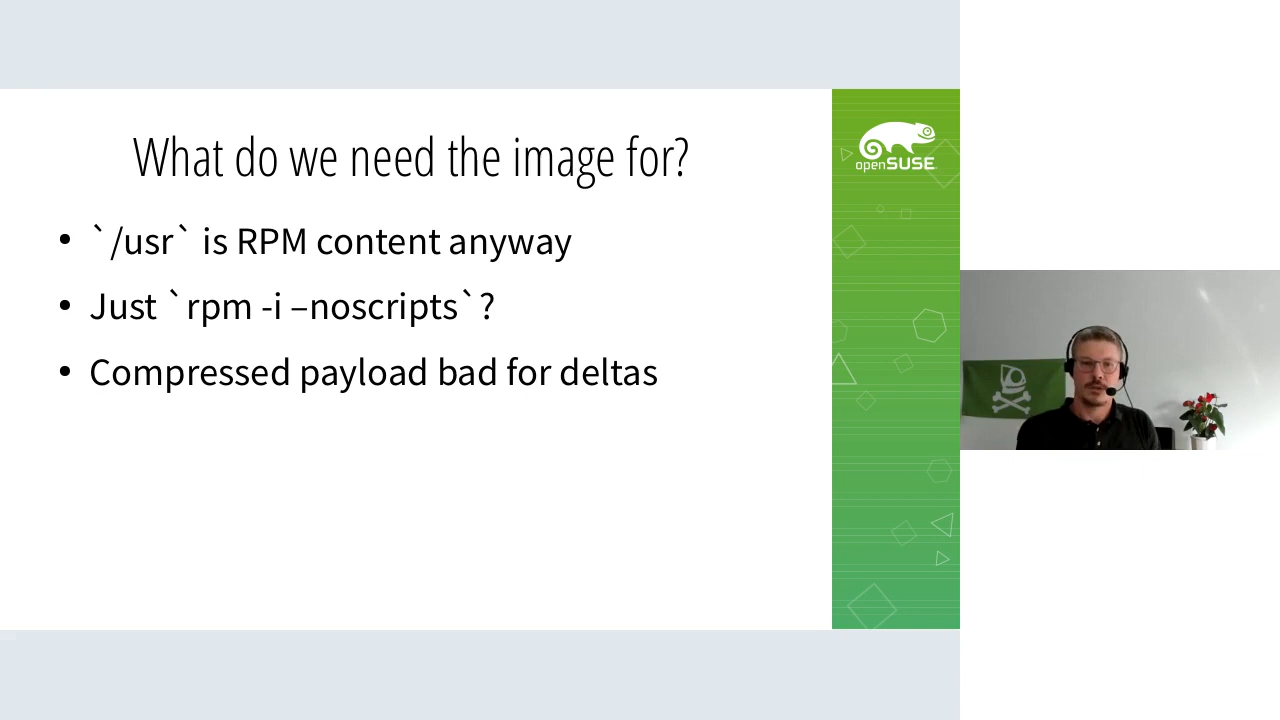 What do we need the image for?
openSUSE
• `/usr` is RPM content anyway
• Just `rpm -i –noscripts`?
• Compressed payload bad for deltas